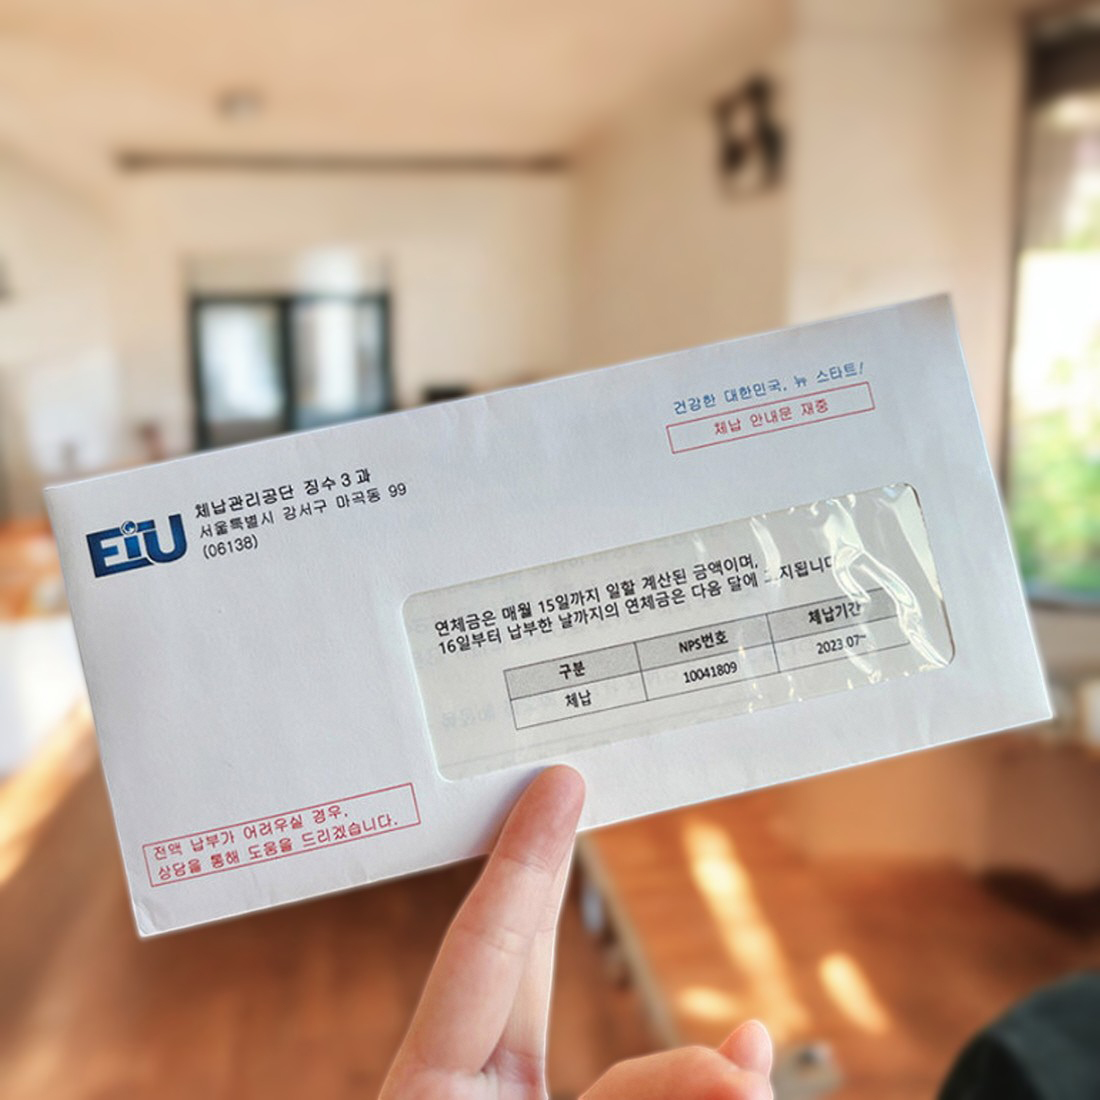 건강한 대한민국, 뉴 스타트!
체납 안내문 재중
EiU
체납관리공단 징수3과
서울특별시 강서구 마곡동 99
(06138)
연체금은 매월 15일까지 일할 계산된 금액이며,
16일부터 납부한 날까지의 연체금은 다음 달에
구분 NPS번호 체납기간
체납 10041809 2023.07~
전액 납부가 어려우실 경우,
상담을 통해 도움을 드리겠습니다.